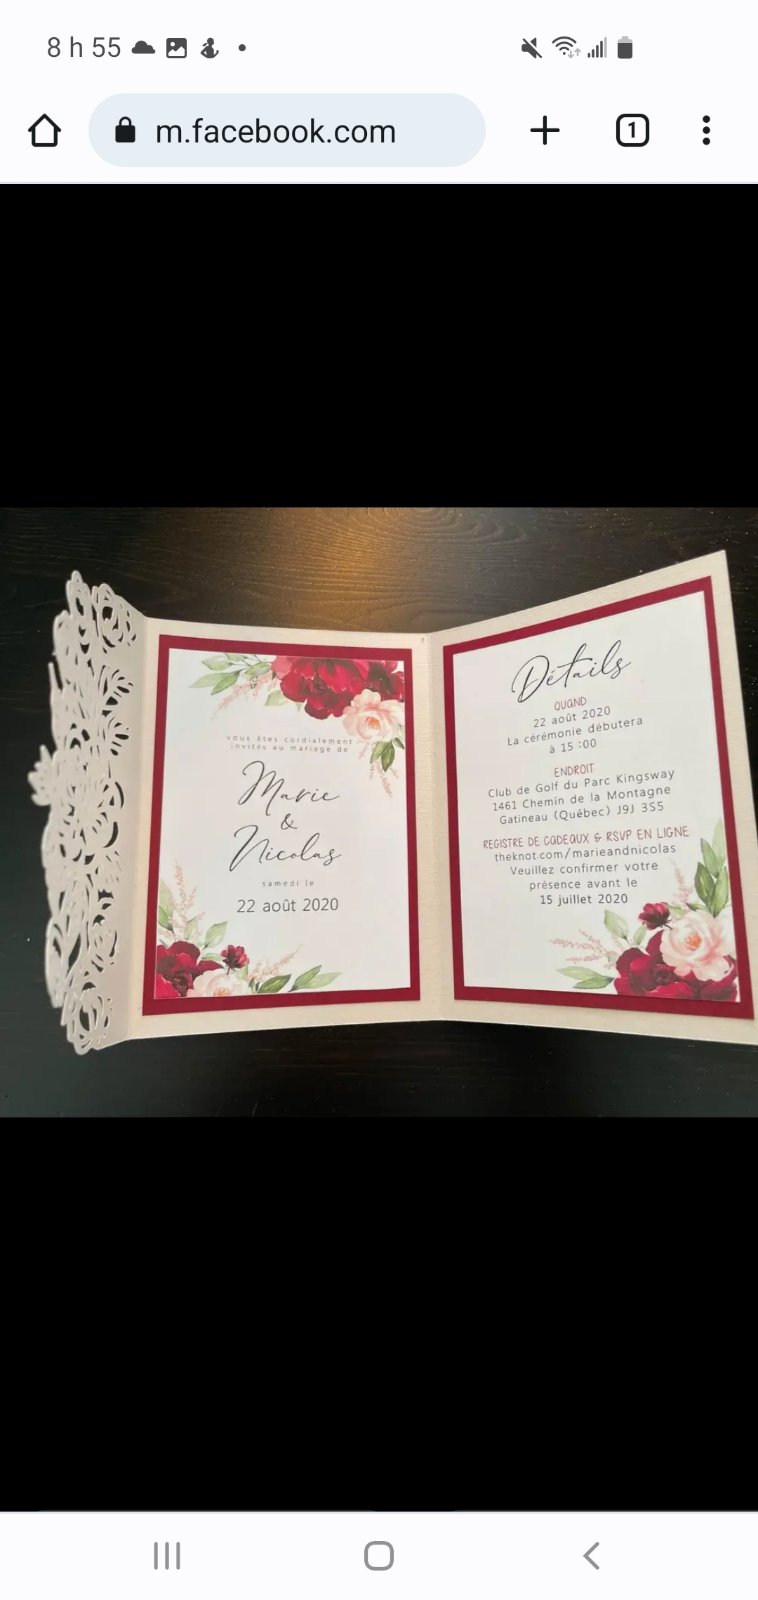 8 h 55
m.facebook.com
1
vous êtes cordialement
invités au mariage de
Marie
&
Nicolas
samedi le
22 août 2020
Détails
QUAND
22 août 2020
La cérémonie débutera
à 15 :00
ENDROIT
Club de Golf du Parc Kingsway
1461 Chemin de la Montagne
Gatineau (Québec) J9J 3S5
REGISTRE DE CADEAUX & RSVP EN LIGNE
theknot.com/marieandnicolas
Veuillez confirmer votre
présence avant le
15 juillet 2020